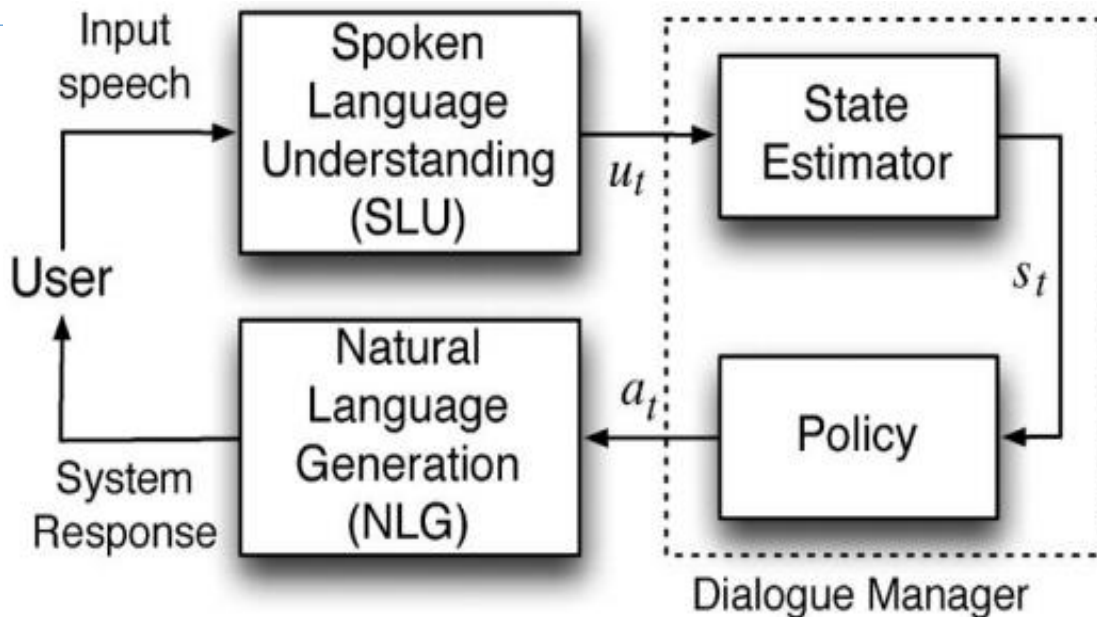 Input
speech
Spoken
Language
Understanding
(SLU)
u_t
State
Estimator
s_t
User
Natural
Language
Generation
(NLG)
a_t
Policy
System
Response
Dialogue Manager